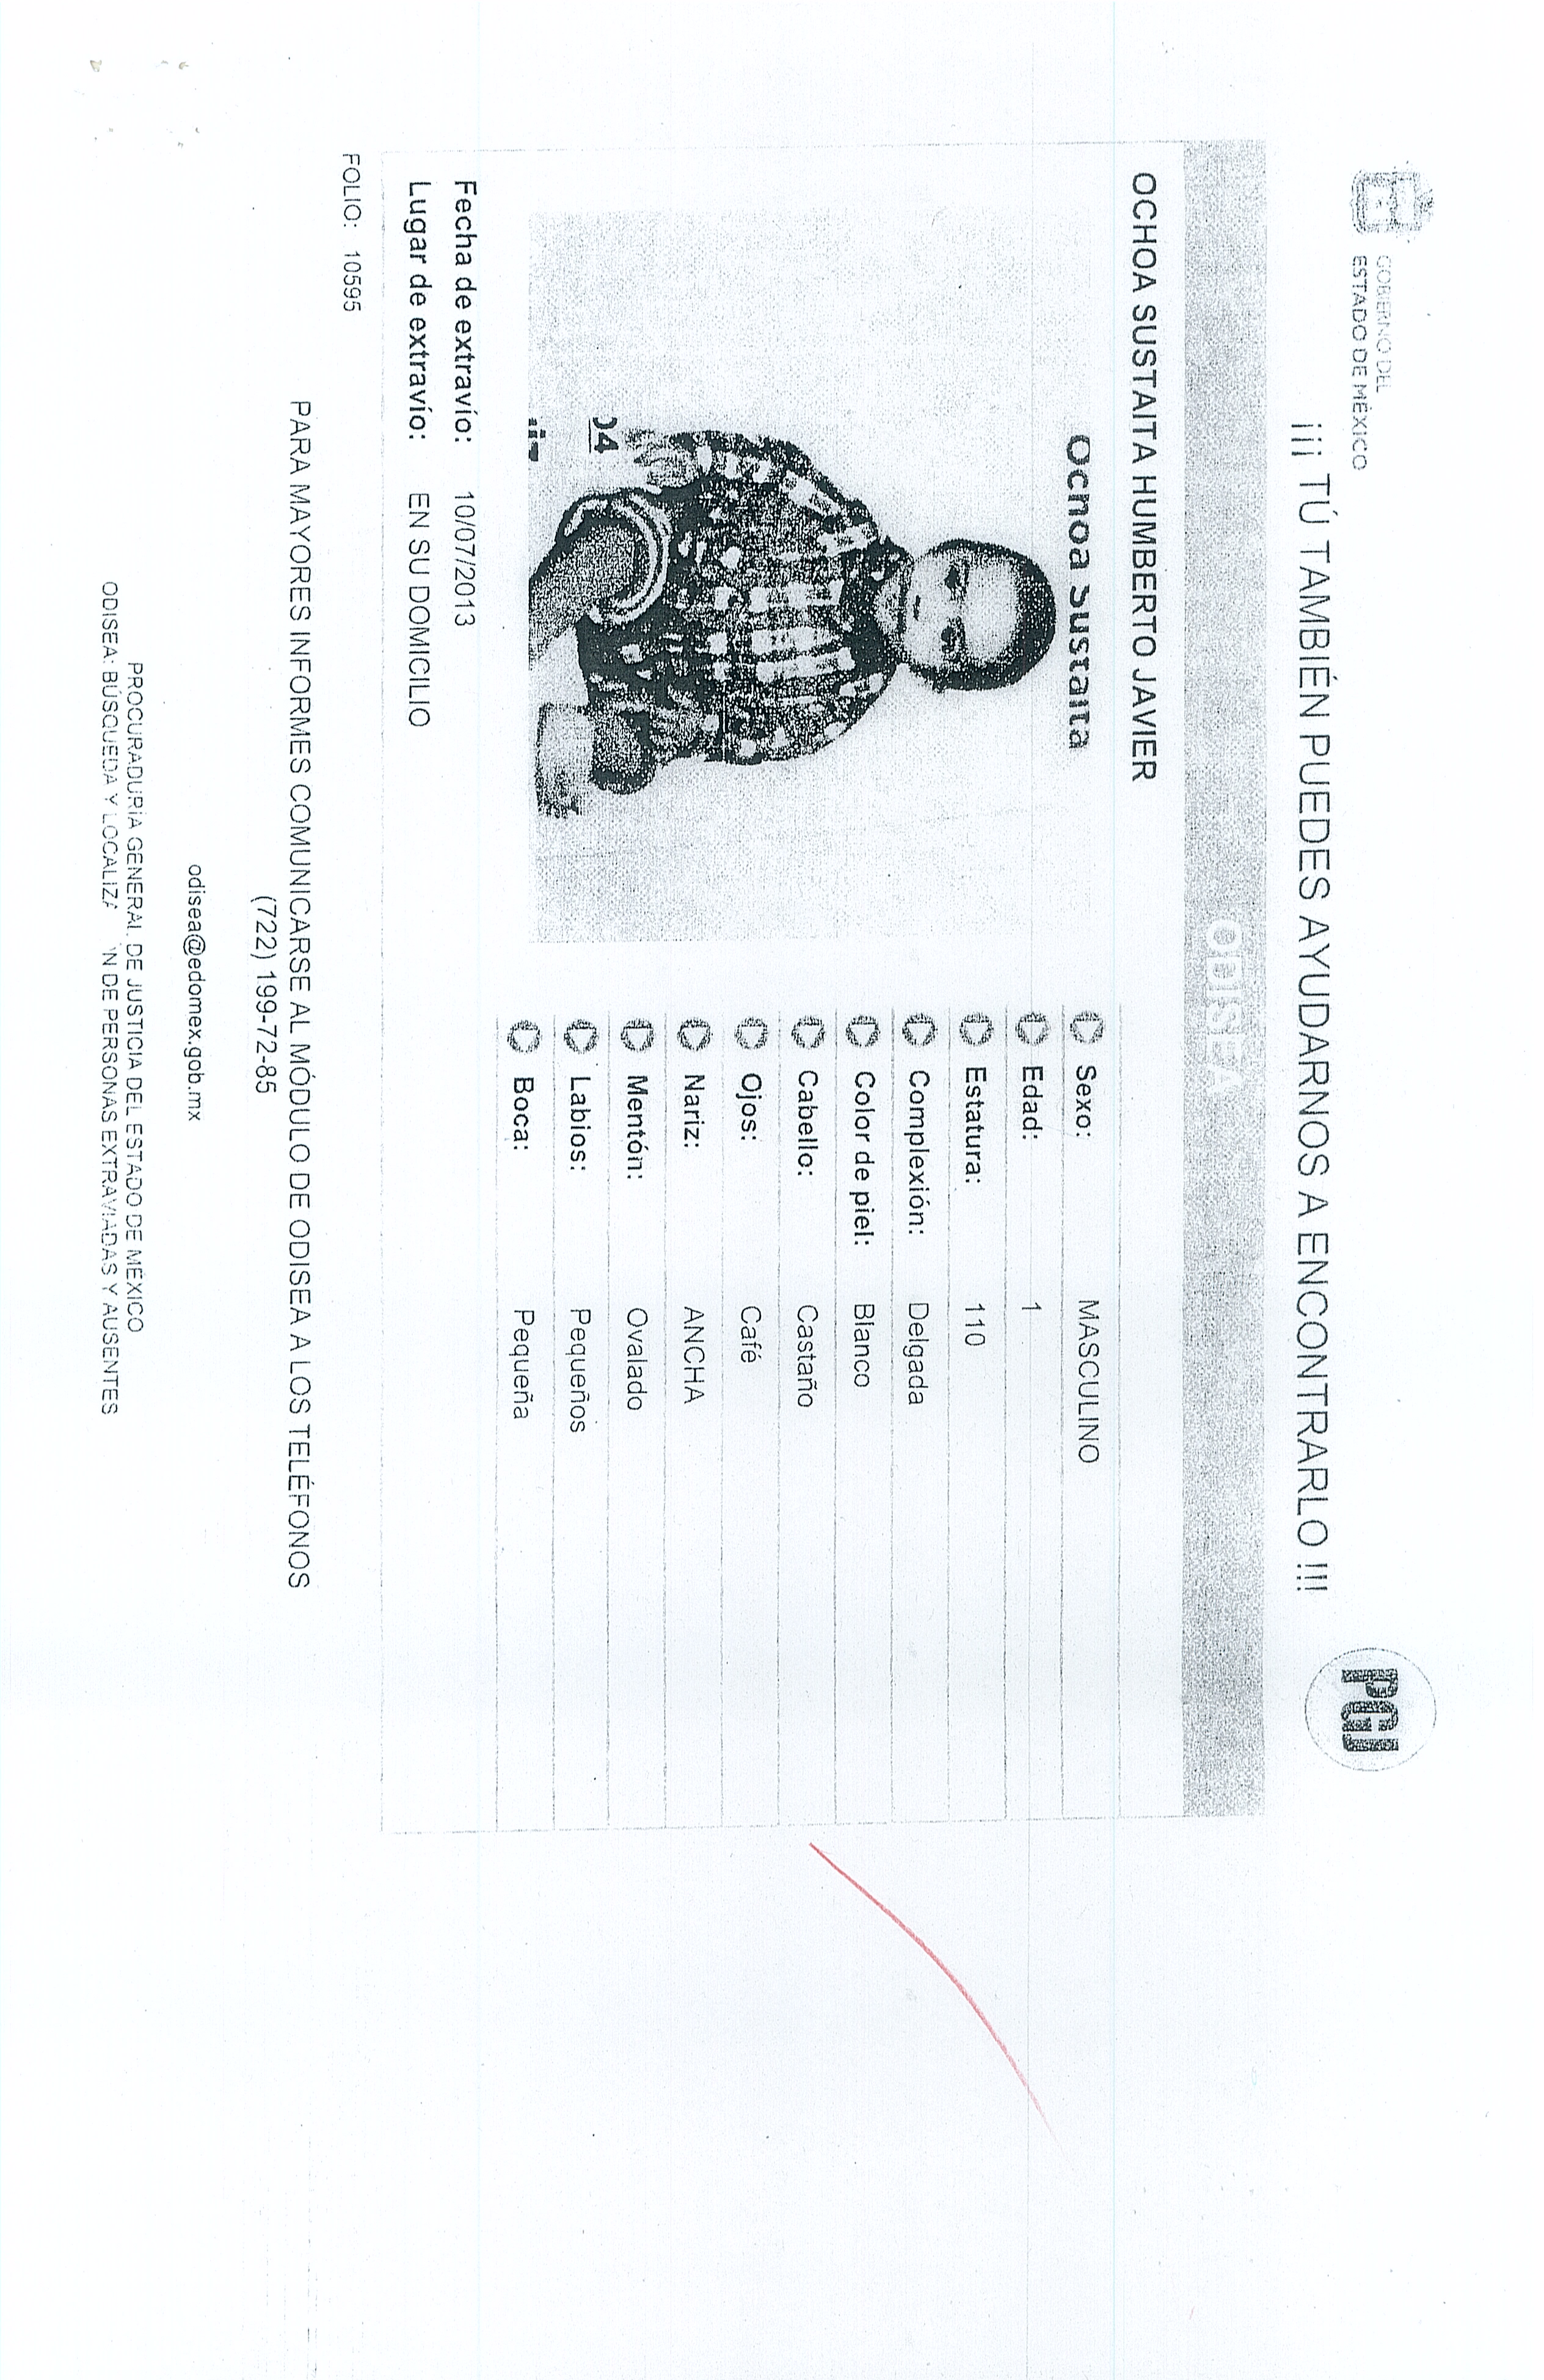 GOBIERNO DEL
ESTADO DE MÉXICO
PGJ
¡¡¡ TÚ TAMBIÉN PUEDES AYUDARNOS A ENCONTRARLO !!!
ODISEA
OCHOA SUSTAITA HUMBERTO JAVIER
Ochoa Sustaita
04
Sexo: MASCULINO
Edad: 1
Estatura: 110
Complexión: Delgada
Color de piel: Blanco
Cabello: Castaño
Ojos: Café
Nariz: ANCHA
Mentón: Ovalado
Labios: Pequeños
Boca: Pequeña
Fecha de extravío: 10/07/2013
Lugar de extravío: EN SU DOMICILIO
FOLIO: 10595
PARA MAYORES INFORMES COMUNICARSE AL MÓDULO DE ODISEA A LOS TELÉFONOS
(722) 199-72-85
odisea@edomex.gob.mx
PROCURADURÍA GENERAL DE JUSTICIA DEL ESTADO DE MÉXICO
ODISEA: BÚSQUEDA Y LOCALIZACIÓN DE PERSONAS EXTRAVIADAS Y AUSENTES